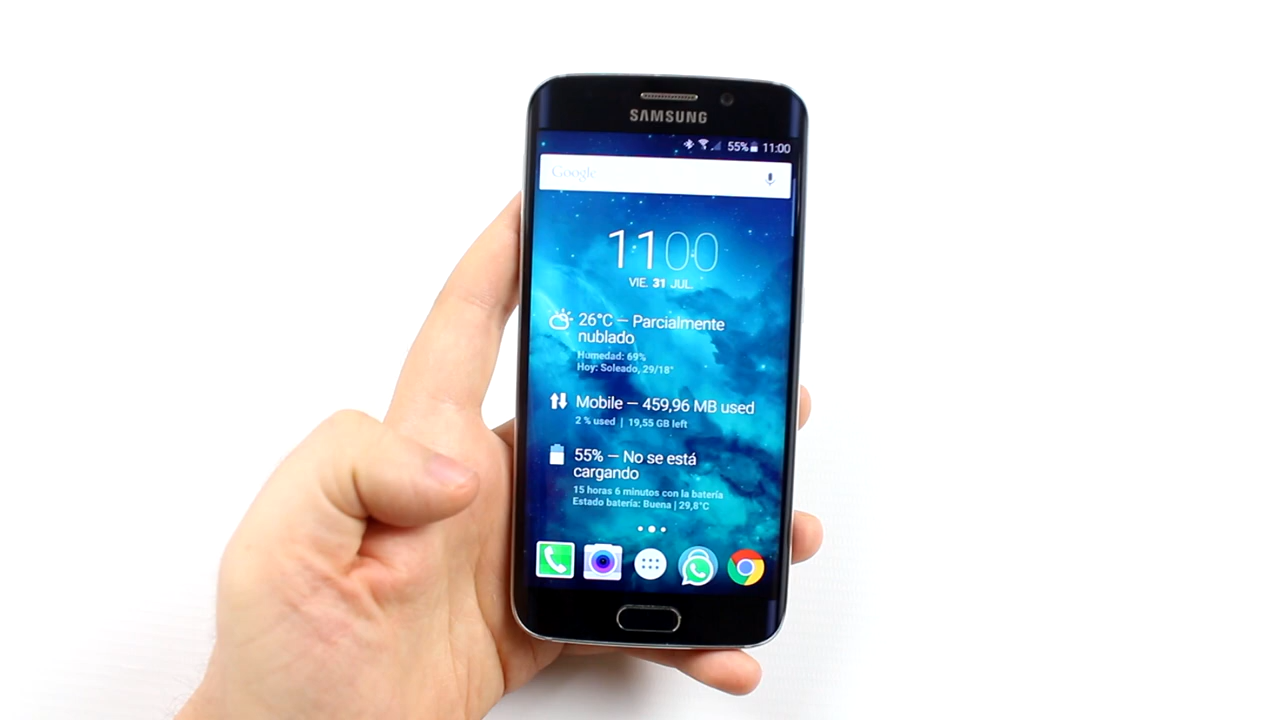 SAMSUNG
55% 11:00
Google
11:00
VIE. 31 JUL.
26°C — Parcialmente
nublado
Humedad: 69%
Hoy: Soleado, 29/18°
Mobile — 459,96 MB used
2 % used | 19,55 GB left
55% — No se está
cargando
15 horas 6 minutos con la batería
Estado batería: Buena | 29,8°C